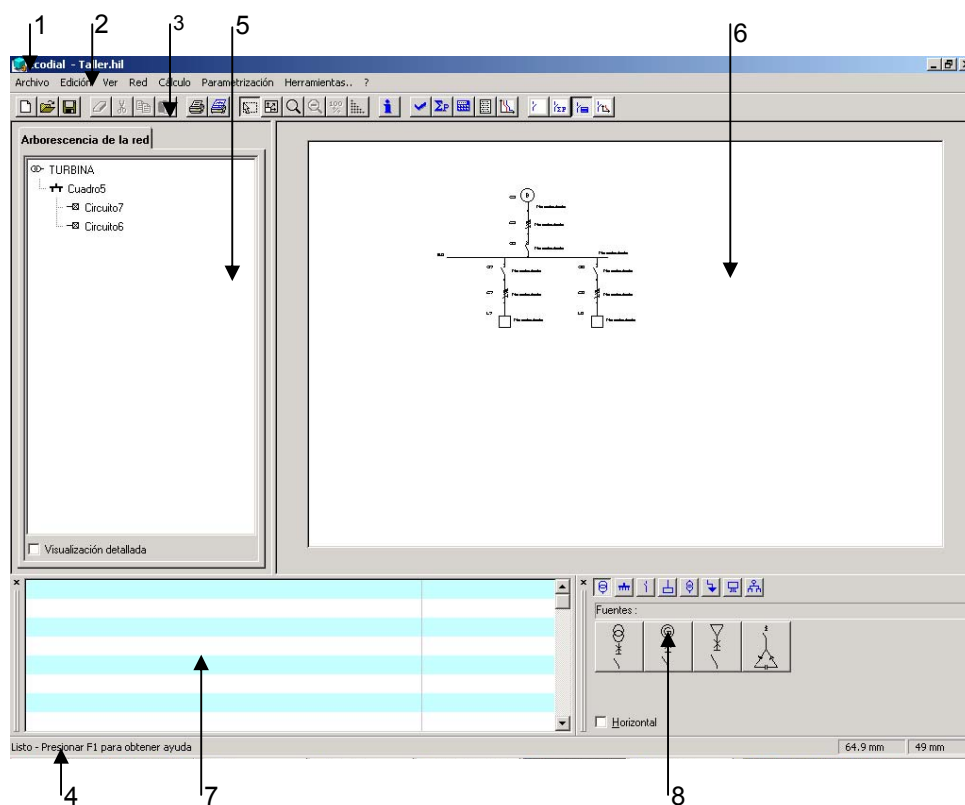 1
2
3
5
6
.codial - Taller.hil
Archivo Edición Ver Red Cálculo Parametrización Herramientas.. ?
Arborescencia de la red
TURBINA
Cuadro5
Circuito7
Circuito6
Visualización detallada
Fuentes :
Horizontal
Listo - Presionar F1 para obtener ayuda
64.9 mm
49 mm
4
7
8